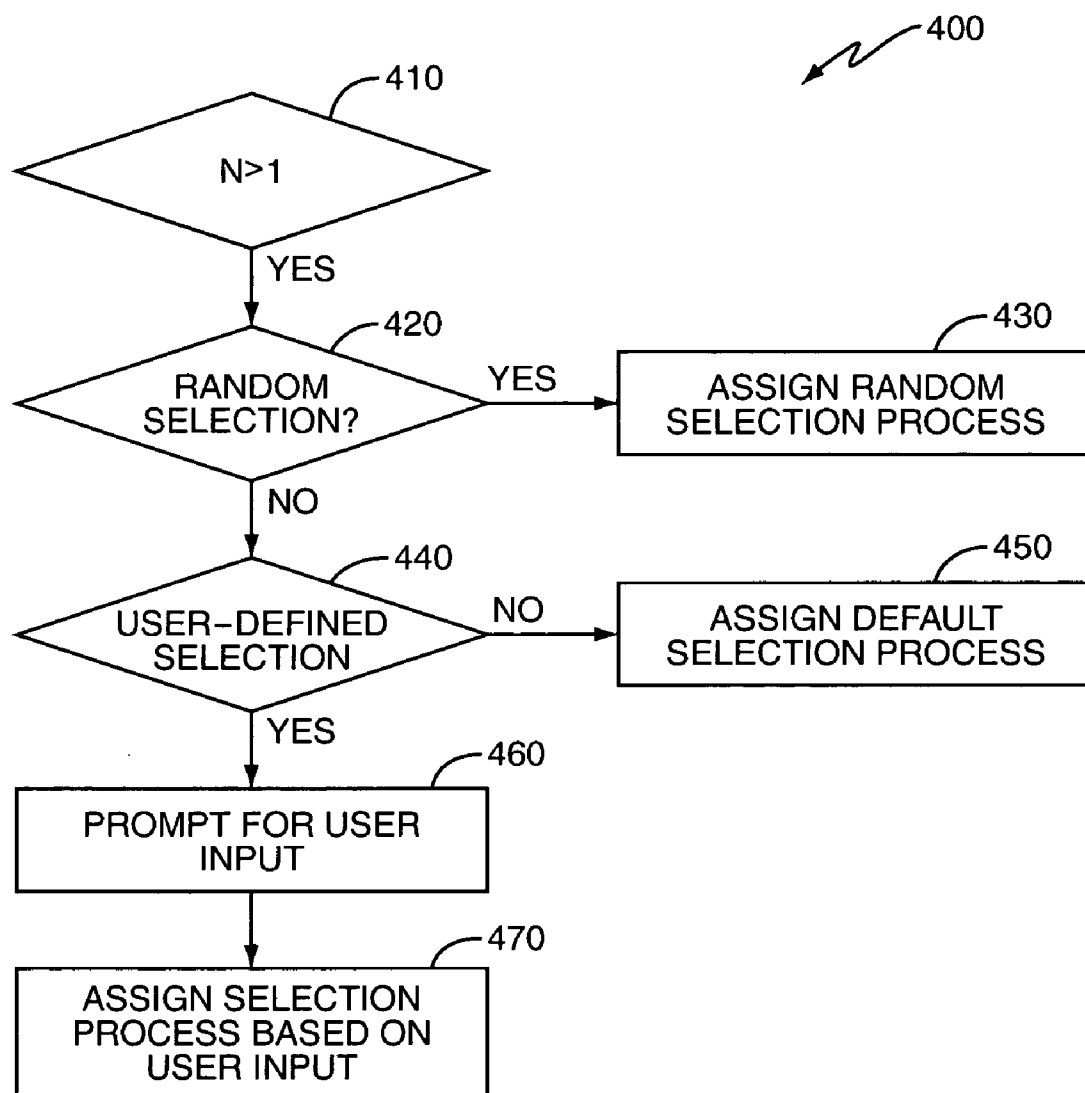 400
410
N>1
YES
420
RANDOM
SELECTION?
YES
430
ASSIGN RANDOM
SELECTION PROCESS
NO
440
USER-DEFINED
SELECTION
NO
450
ASSIGN DEFAULT
SELECTION PROCESS
YES
460
PROMPT FOR USER
INPUT
470
ASSIGN SELECTION
PROCESS BASED ON
USER INPUT